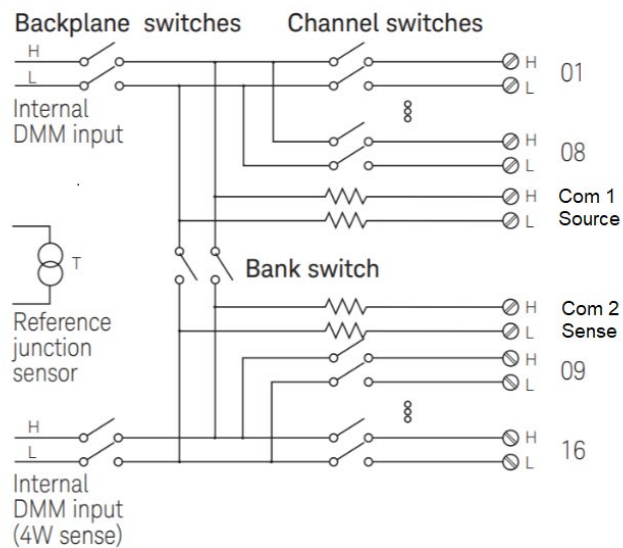 Backplane switches
Channel switches
H
L
Internal
DMM input
H
L
01
H
L
08
H
L
Com 1
Source
T
Reference
junction
sensor
Bank switch
H
L
Com 2
Sense
H
L
09
H
L
16
H
L
Internal
DMM input
(4W sense)